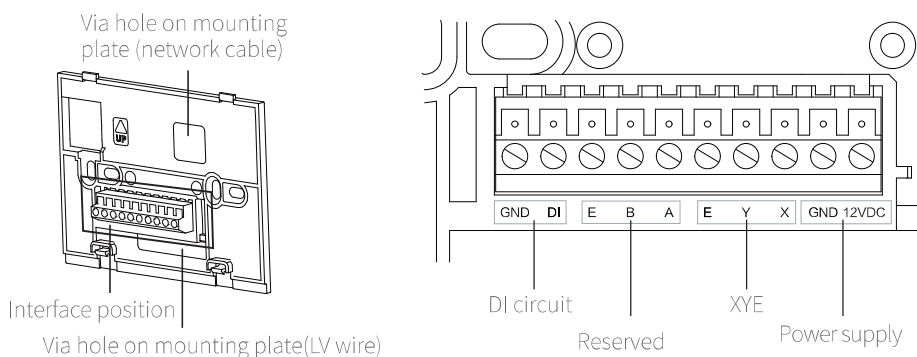 Via hole on mounting
plate (network cable)
UP
Interface position
Via hole on mounting plate(LV wire)
GND DI E B A E Y X GND 12VDC
DI circuit
XYE
Reserved
Power supply